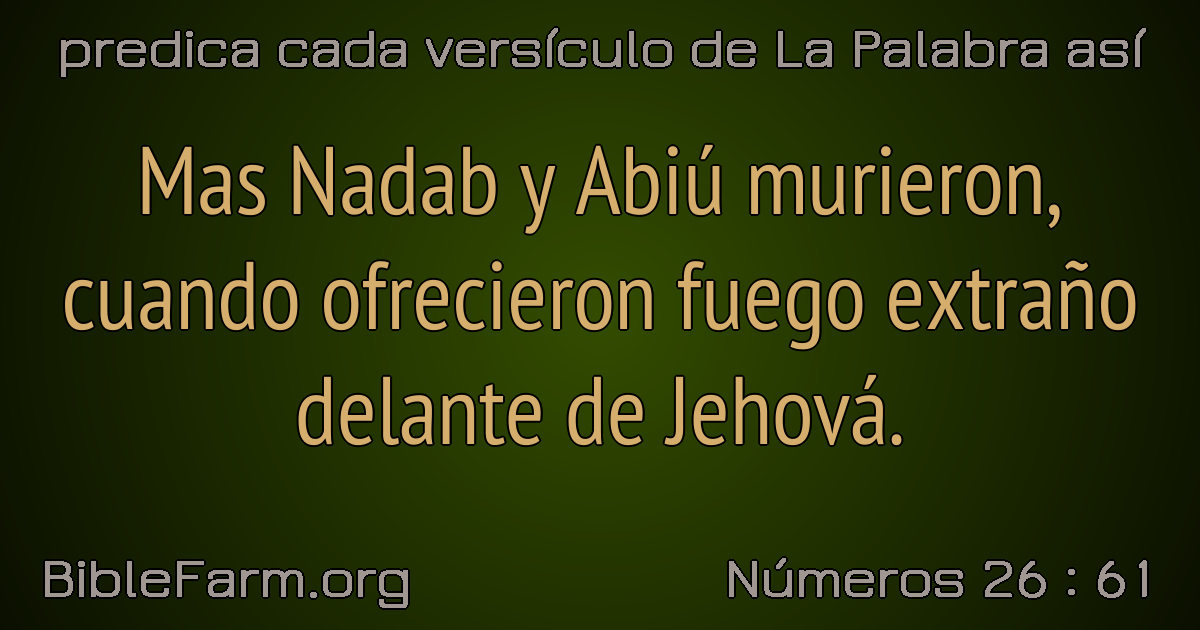 predica cada versículo de La Palabra así
Mas Nadab y Abiú murieron,
cuando ofrecieron fuego extraño
delante de Jehová.
BibleFarm.org
Números 26 : 61